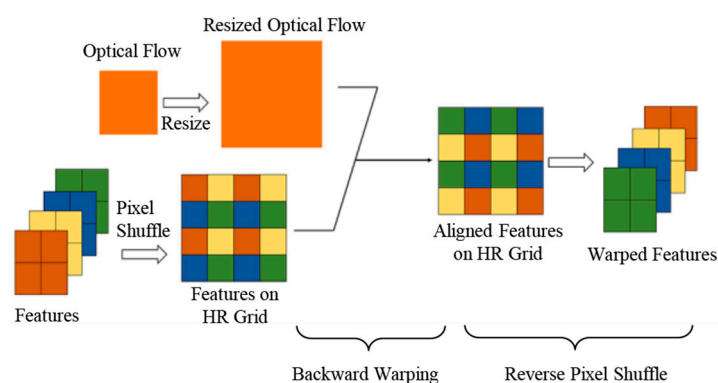 Resized Optical Flow
Optical Flow
Resize
Pixel
Shuffle
Features
Features on
HR Grid
Aligned Features
on HR Grid
Warped Features
Backward Warping
Reverse Pixel Shuffle